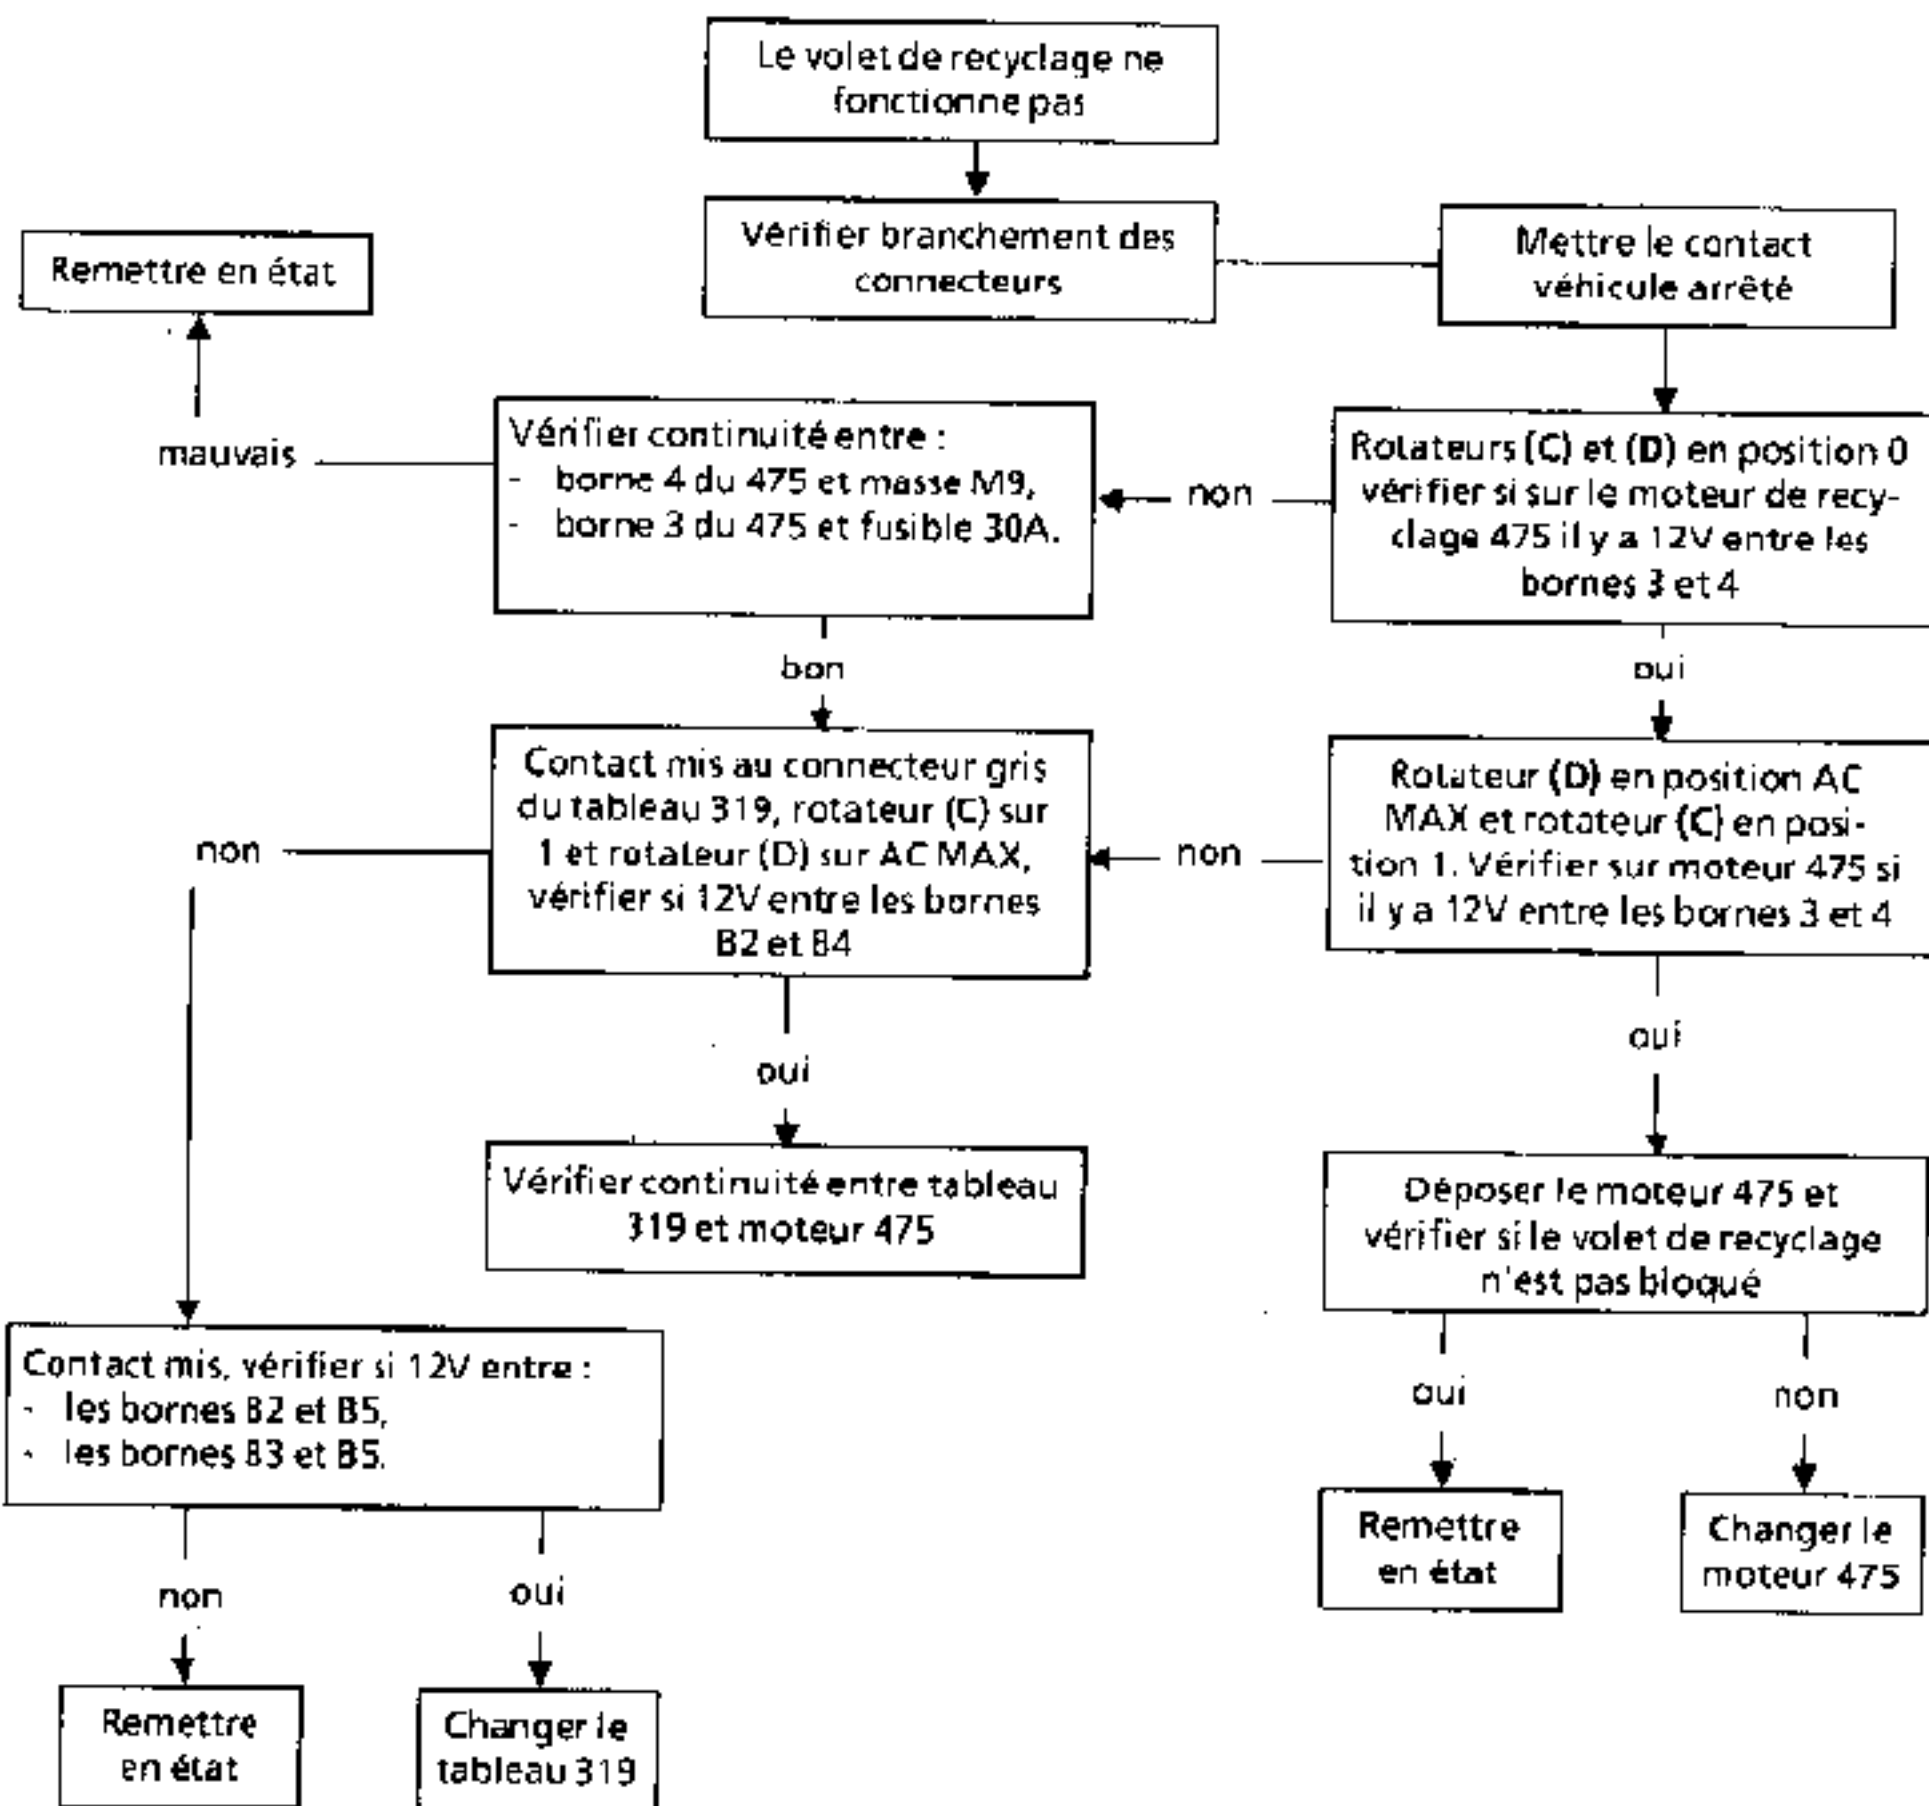 Le volet de recyclage ne
fonctionne pas
Vérifier branchement des
connecteurs
Mettre le contact
véhicule arrêté
Remettre en état
mauvais
Vérifier continuité entre :
- borne 4 du 475 et masse M9,
- borne 3 du 475 et fusible 30A.
non
Rotateurs (C) et (D) en position 0
vérifier si sur le moteur de recy-
clage 475 il y a 12V entre les
bornes 3 et 4
bon
oui
Contact mis au connecteur gris
du tableau 319, rotateur (C) sur
1 et rotateur (D) sur AC MAX,
vérifier si 12V entre les bornes
B2 et B4
non
non
Rotateur (D) en position AC
MAX et rotateur (C) en posi-
tion 1. Vérifier sur moteur 475 si
il y a 12V entre les bornes 3 et 4
oui
oui
Vérifier continuité entre tableau
319 et moteur 475
Déposer le moteur 475 et
vérifier si le volet de recyclage
n'est pas bloqué
Contact mis, vérifier si 12V entre :
- les bornes B2 et B5,
- les bornes B3 et B5.
oui
non
Remettre
en état
Changer le
moteur 475
non
oui
Remettre
en état
Changer le
tableau 319